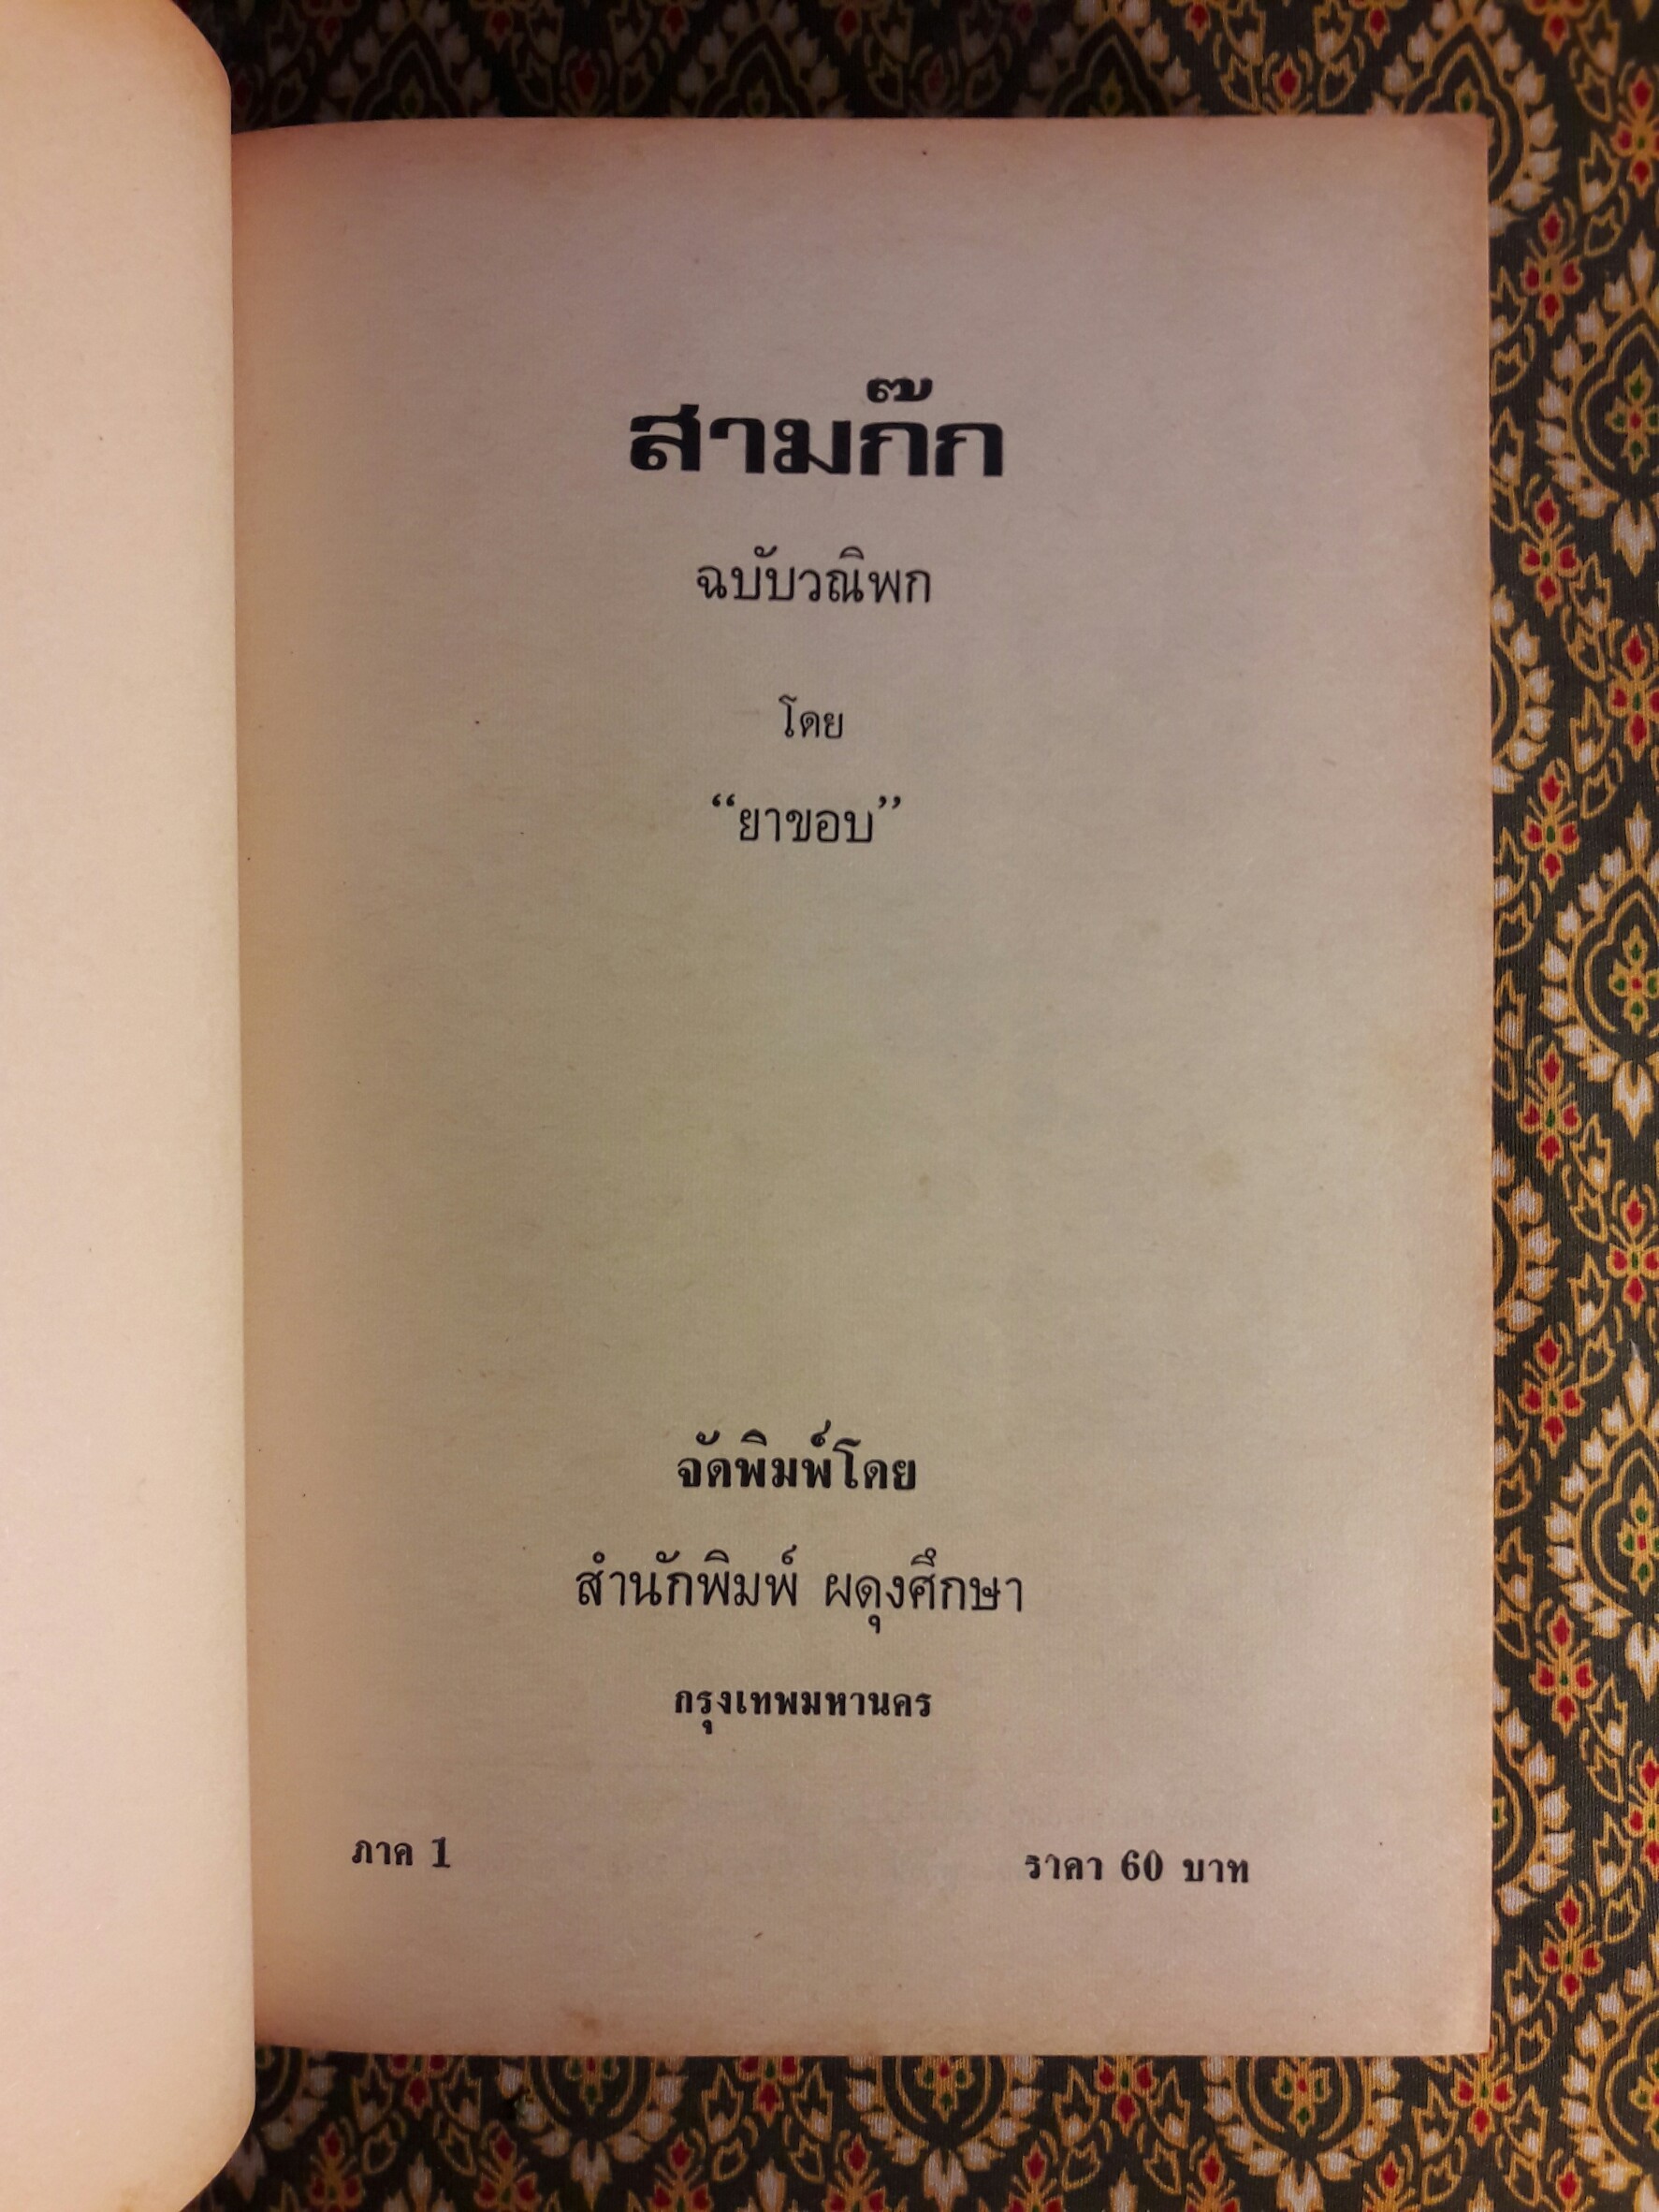 สามก๊ก
ฉบับวณิพก
โดย
“ยาขอบ”
จัดพิมพ์โดย
สำนักพิมพ์ ผดุงศึกษา
กรุงเทพมหานคร
ภาค 1
ราคา 60 บาท